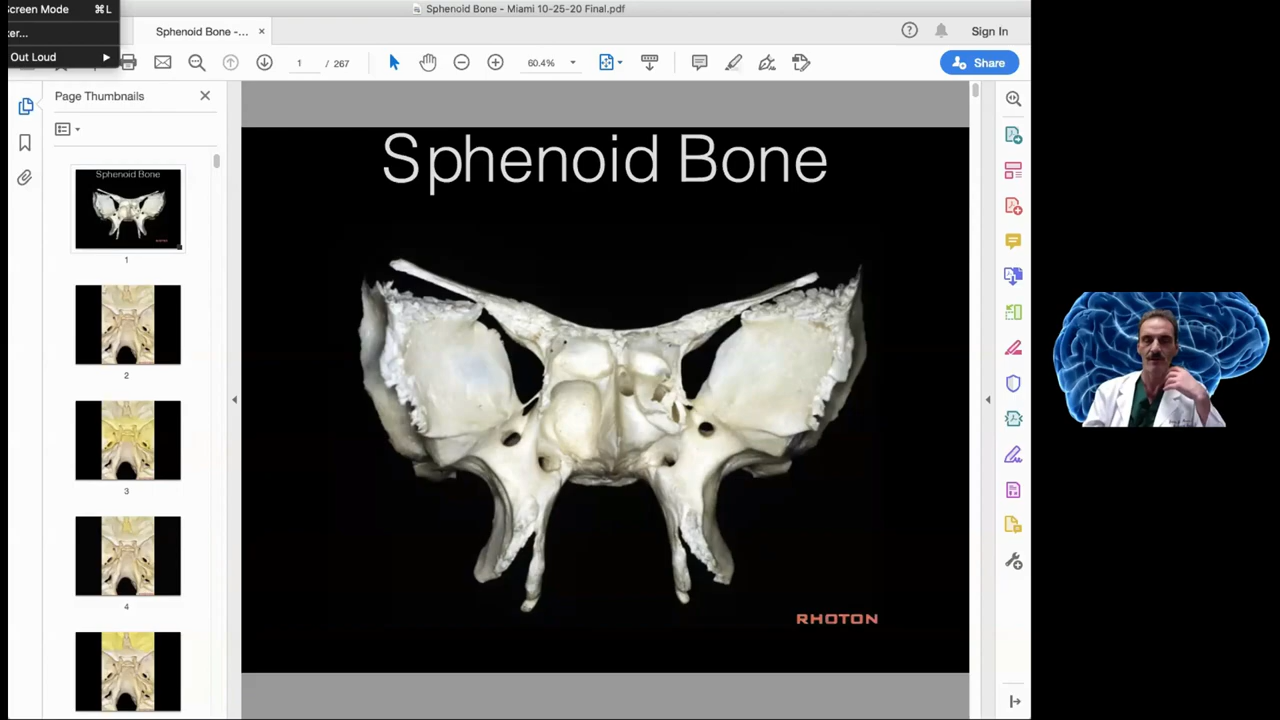 Screen Mode ⌘L
Sphenoid Bone - Miami 10-25-20 Final.pdf
Sphenoid Bone -...
Sign In
Out Loud
1 / 267
60.4%
Share
Page Thumbnails
Sphenoid Bone
Sphenoid Bone
1
2
3
4
RHOTON